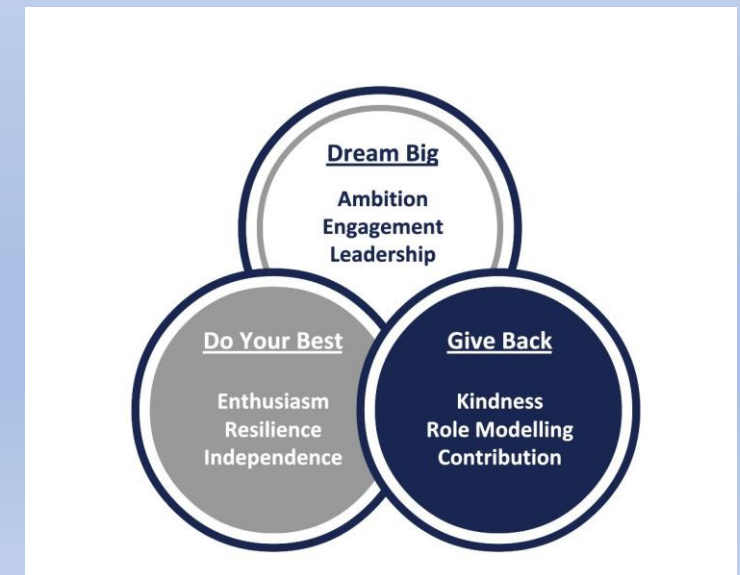 Dream Big
Ambition
Engagement
Leadership
Do Your Best
Enthusiasm
Resilience
Independence
Give Back
Kindness
Role Modelling
Contribution